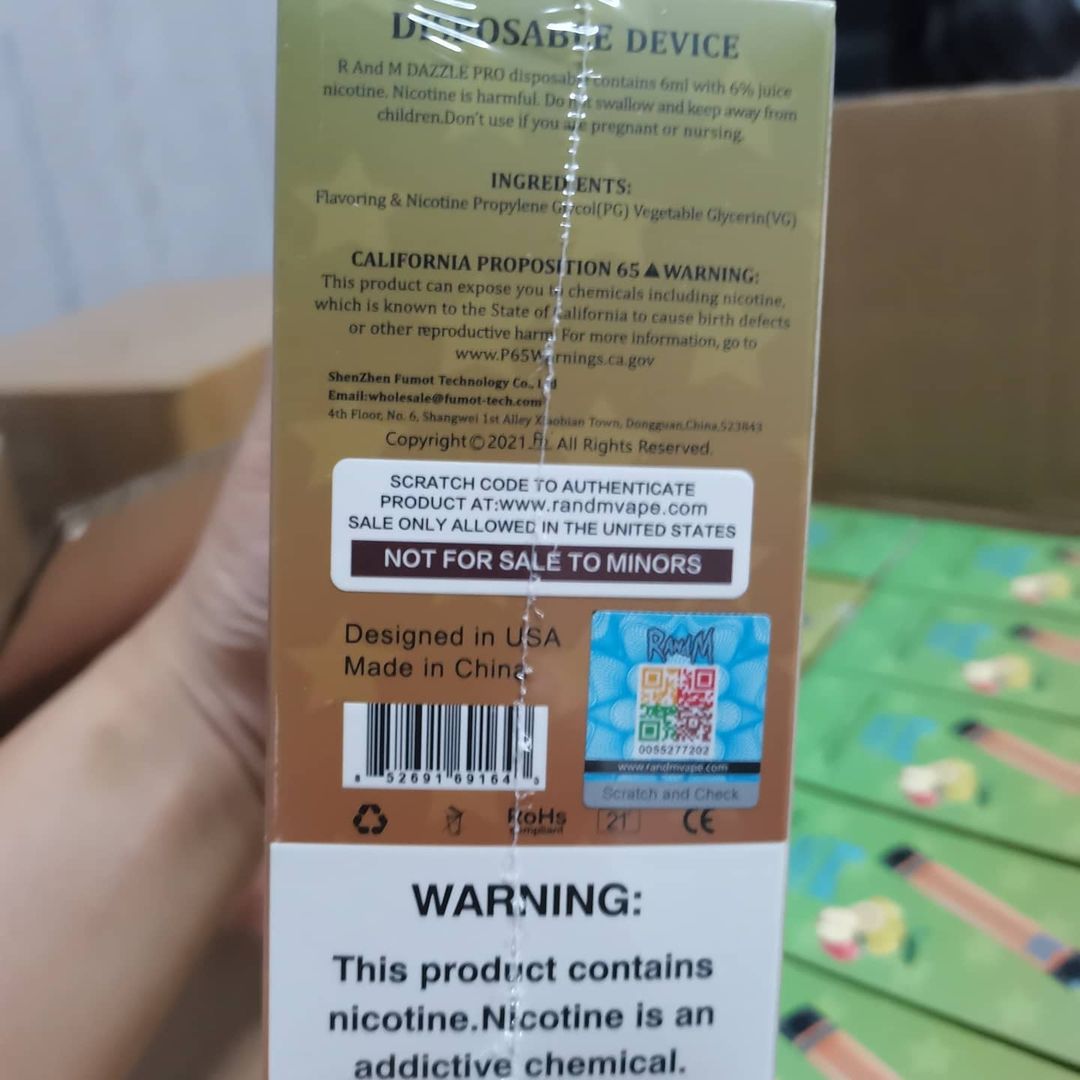 DISPOSABLE DEVICE
R And M DAZZLE PRO disposable contains 6ml with 6% juice
nicotine. Nicotine is harmful. Do not swallow and keep away from
children.Don't use if you are pregnant or nursing.
INGREDIENTS:
Flavoring & Nicotine Propylene Glycol(PG) Vegetable Glycerin(VG)
CALIFORNIA PROPOSITION 65 ▲ WARNING:
This product can expose you to chemicals including nicotine,
which is known to the State of California to cause birth defects
or other reproductive harm. For more information, go to
www.P65Warnings.ca.gov
ShenZhen Fumot Technology Co., Ltd
Email:wholesale@fumot-tech.com
4th Floor, No. 6, Shangwei 1st Alley Xiaobian Town, Dongguan,China,523843
Copyright©2021. All Rights Reserved.
SCRATCH CODE TO AUTHENTICATE
PRODUCT AT:www.randmvape.com
SALE ONLY ALLOWED IN THE UNITED STATES
NOT FOR SALE TO MINORS
Designed in USA
Made in China
RandM
0055277202
www.randmvape.com
Scratch and Check
8 52691 69164 3
RoHs
compliant
21
CE
WARNING:
This product contains
nicotine.Nicotine is an
addictive chemical.